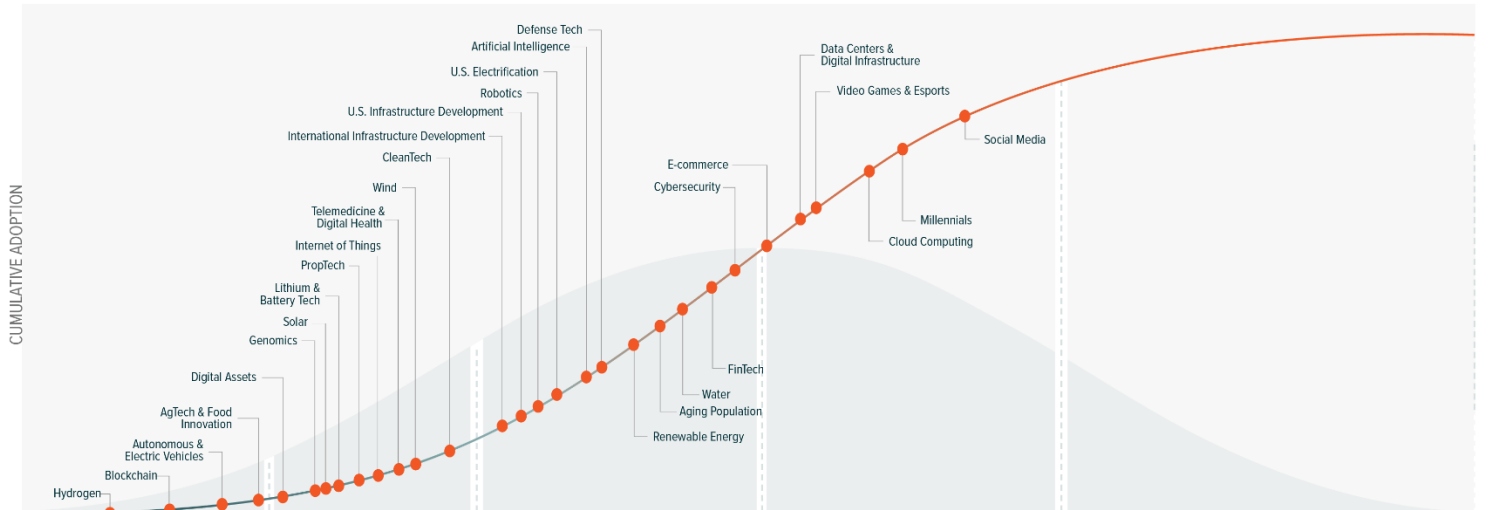 Defense Tech
Artificial Intelligence
U.S. Electrification
Robotics
U.S. Infrastructure Development
International Infrastructure Development
CleanTech
Wind
Telemedicine &
Digital Health
Internet of Things
PropTech
Lithium &
Battery Tech
Solar
Genomics
Digital Assets
AgTech & Food
Innovation
Autonomous &
Electric Vehicles
Blockchain
Hydrogen
Data Centers &
Digital Infrastructure
Video Games & Esports
Social Media
E-commerce
Cybersecurity
Millennials
Cloud Computing
FinTech
Water
Aging Population
Renewable Energy
CUMULATIVE ADOPTION